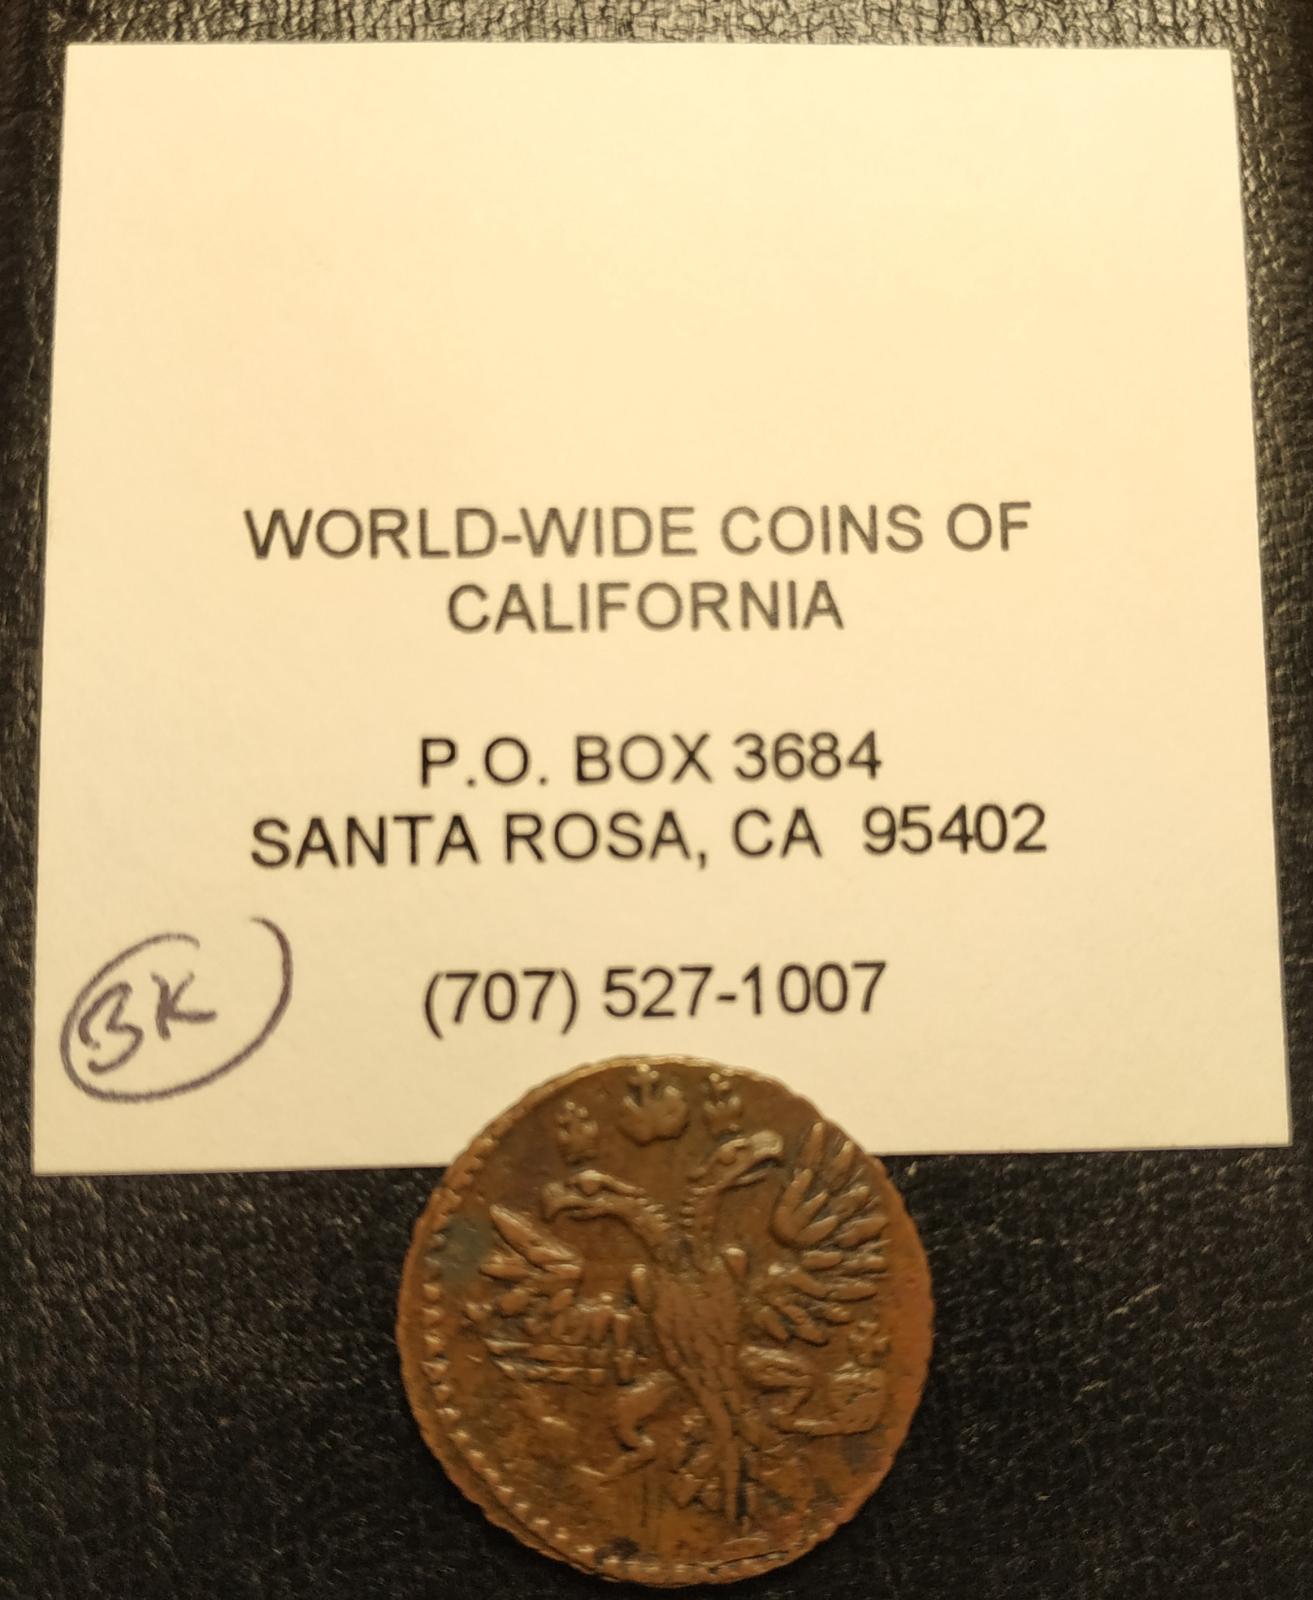 WORLD-WIDE COINS OF
CALIFORNIA
P.O. BOX 3684
SANTA ROSA, CA 95402
(707) 527-1007
BK